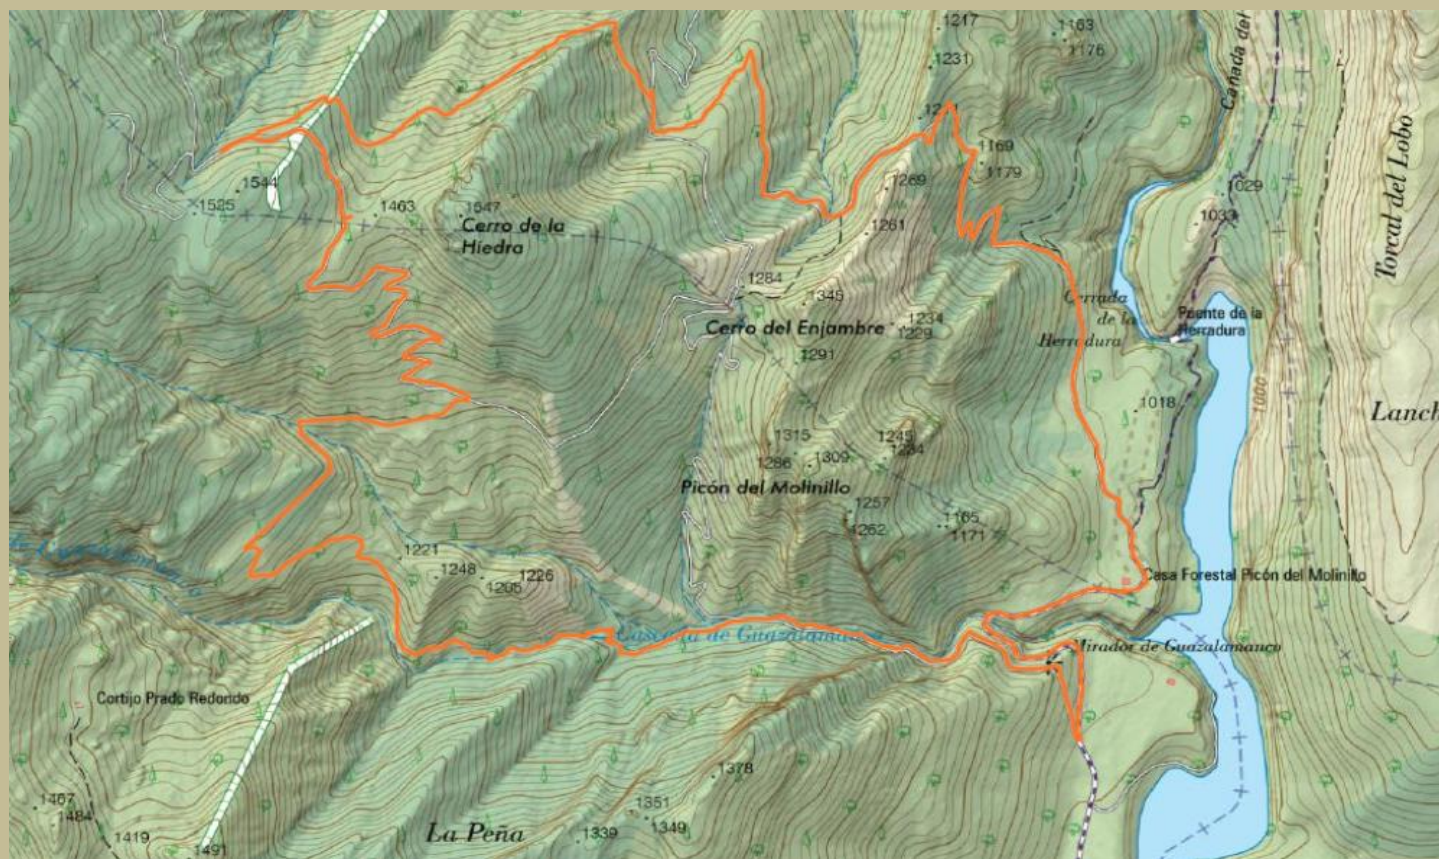 1217
1163
1176
1231
Cañada del
Torcal del Lobo
1169
1179
1544
1525
1463
1547
1269
1261
1029
1033
Cerro de la
Hiedra
1284
1345
Cerrada
de la
Herradura
Puente de la
Herradura
Cerro del Enjambre
1234
1229
1291
1000
1018
Lanch
1315
1286
1309
1245
1234
Picón del Molinillo
1257
1262
1165
1171
1221
1248
1205
1226
Casa Forestal Picón del Molinillo
Cascada de Guazalamanco
Mirador de Guazalamanco
Cortijo Prado Redondo
1378
1351
1349
1339
1467
1484
1419
1491
La Peña